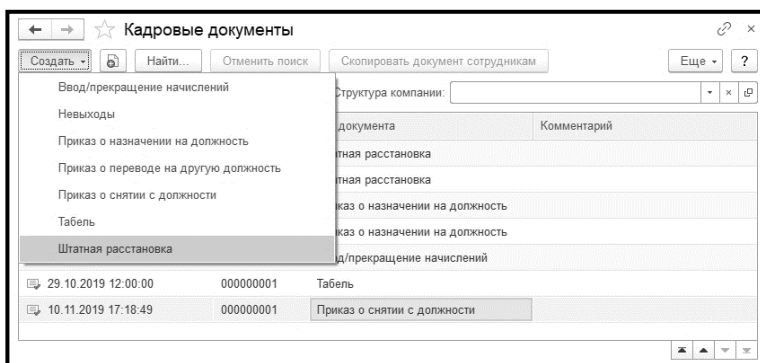 Кадровые документы
Создать Найти... Отменить поиск Скопировать документ сотрудникам Еще ?
Ввод/прекращение начислений
Структура компании:
Невыходы
документа Комментарий
Приказ о назначении на должность
Приказ о переводе на другую должность
Приказ о снятии с должности
Табель
Штатная расстановка
тная расстановка
тная расстановка
каз о назначении на должность
каз о назначении на должность
д/прекращение начислений
29.10.2019 12:00:00 000000001 Табель
10.11.2019 17:18:49 000000001 Приказ о снятии с должности